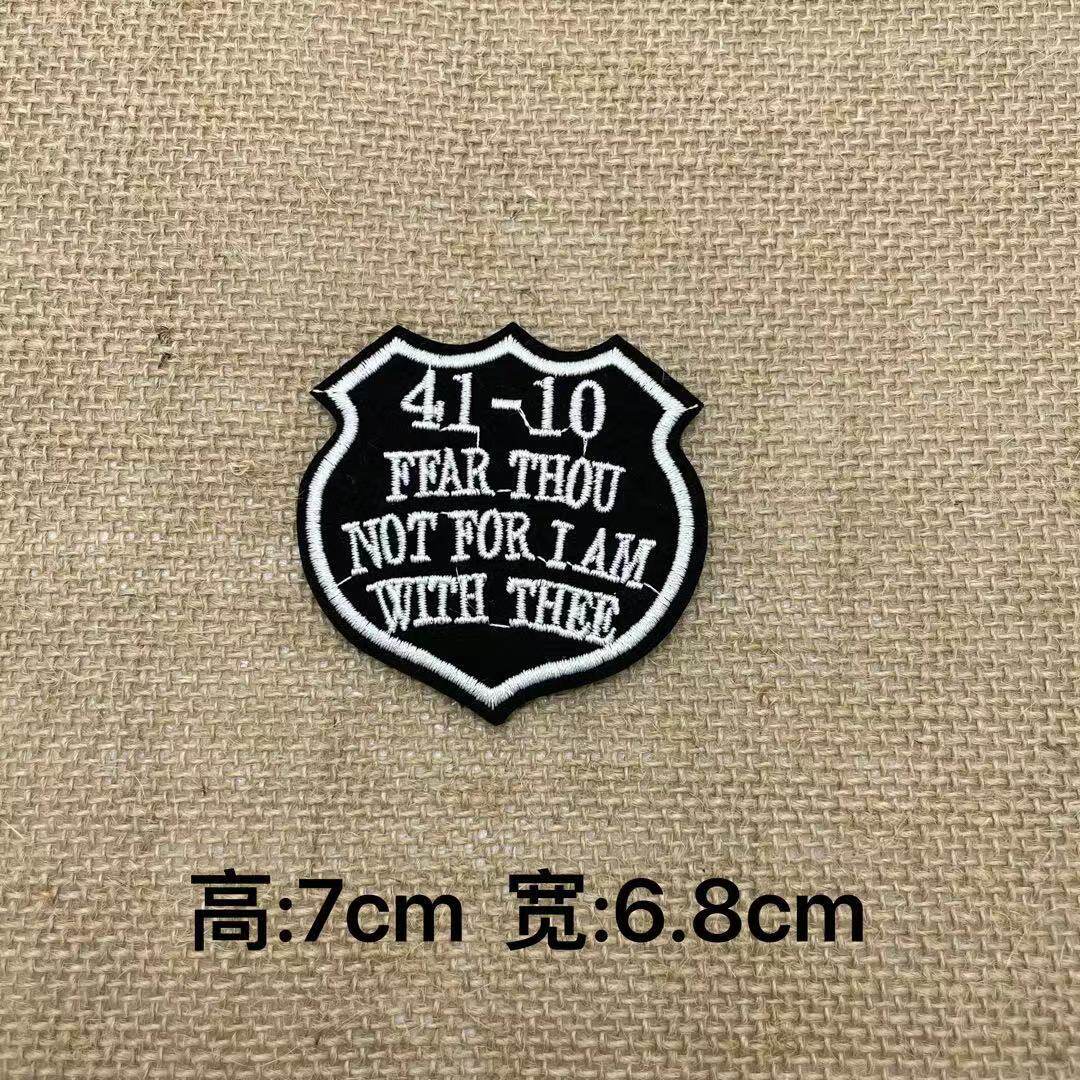 41-10
FEAR THOU
NOT FOR I AM
WITH THEE
高:7cm 宽:6.8cm